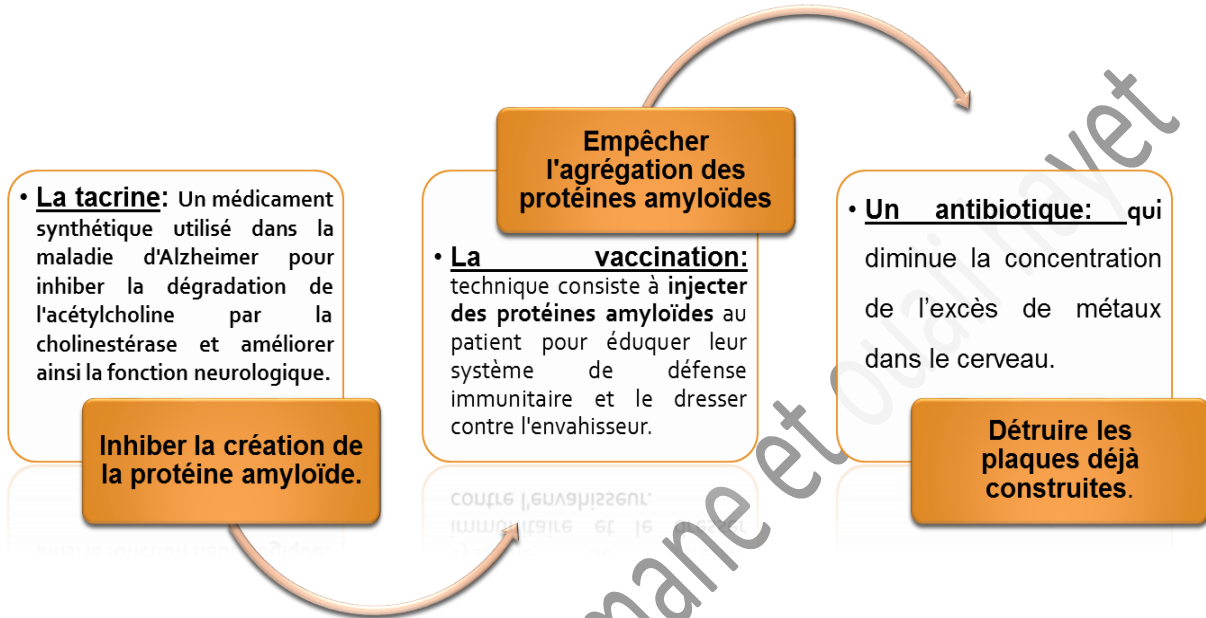 • La tacrine: Un médicament
synthétique utilisé dans la
maladie d'Alzheimer pour
inhiber la dégradation de
l'acétylcholine par la
cholinestérase et améliorer
ainsi la fonction neurologique.
Inhiber la création de
la protéine amyloïde.
Empêcher
l'agrégation des
protéines amyloïdes
• La vaccination:
technique consiste à injecter
des protéines amyloïdes au
patient pour éduquer leur
système de défense
immunitaire et le dresser
contre l'envahisseur.
• Un antibiotique: qui
diminue la concentration
de l'excès de métaux
dans le cerveau.
Détruire les
plaques déjà
construites.
et ouali hayet